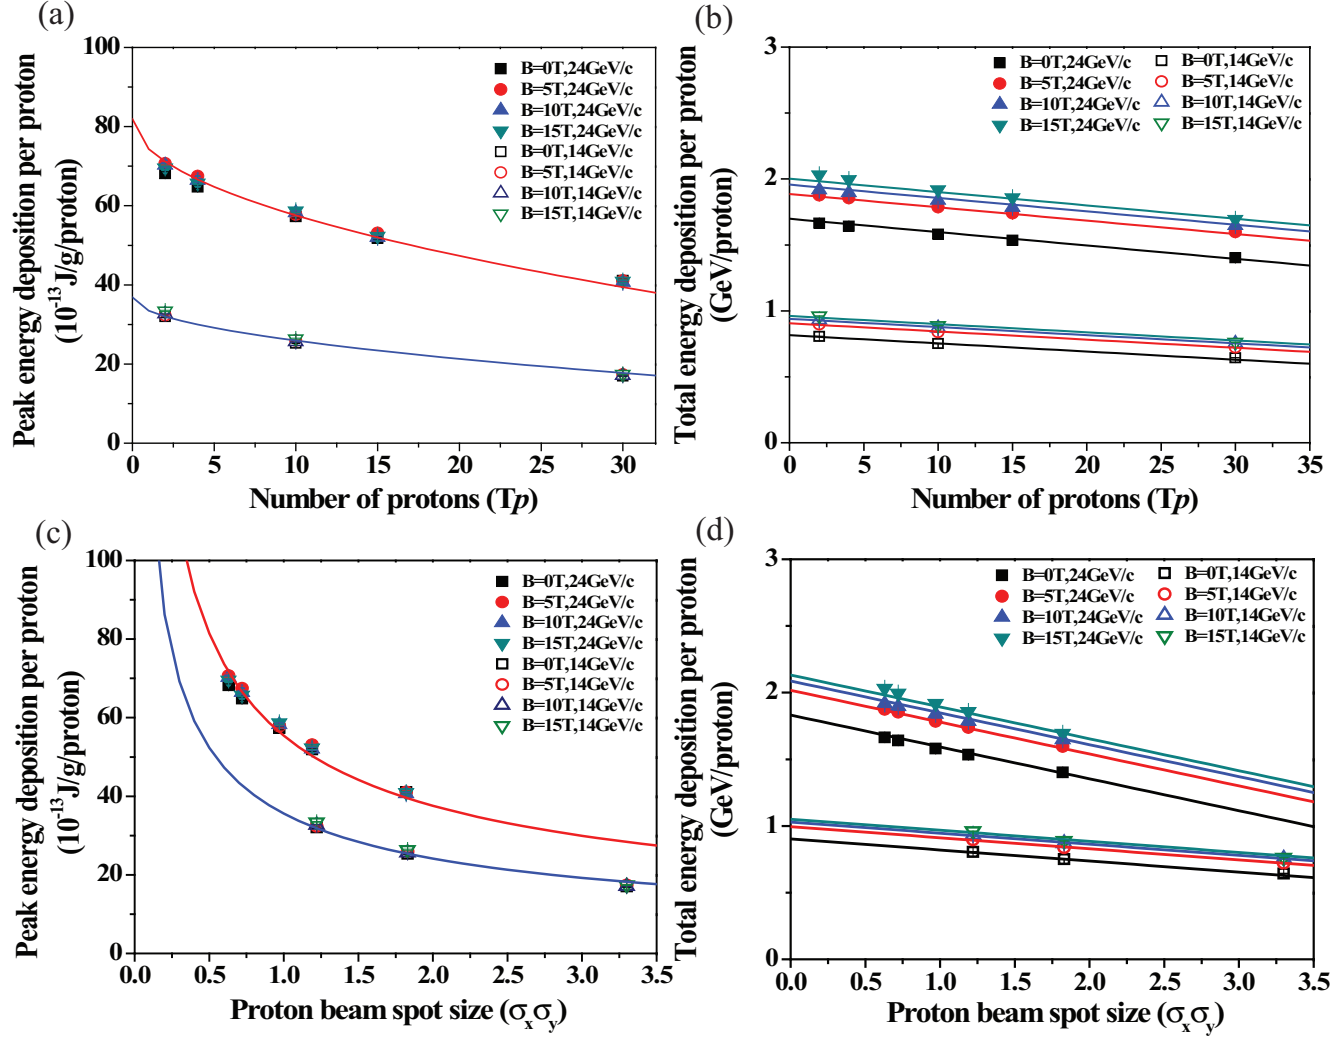 (a)
Peak energy deposition per proton
(10⁻¹³J/g/proton)
100
80
60
40
20
0
B=0T,24GeV/c
B=5T,24GeV/c
B=10T,24GeV/c
B=15T,24GeV/c
B=0T,14GeV/c
B=5T,14GeV/c
B=10T,14GeV/c
B=15T,14GeV/c
0 5 10 15 20 25 30
Number of protons (Tp)
(b)
Total energy deposition per proton
(GeV/proton)
3
2
1
0
B=0T,24GeV/c
B=5T,24GeV/c
B=10T,24GeV/c
B=15T,24GeV/c
B=0T,14GeV/c
B=5T,14GeV/c
B=10T,14GeV/c
B=15T,14GeV/c
0 5 10 15 20 25 30 35
Number of protons (Tp)
(c)
Peak energy deposition per proton
(10⁻¹³J/g/proton)
100
80
60
40
20
0
B=0T,24GeV/c
B=5T,24GeV/c
B=10T,24GeV/c
B=15T,24GeV/c
B=0T,14GeV/c
B=5T,14GeV/c
B=10T,14GeV/c
B=15T,14GeV/c
0.0 0.5 1.0 1.5 2.0 2.5 3.0 3.5
Proton beam spot size (σₓσᵧ)
(d)
Total energy deposition per proton
(GeV/proton)
3
2
1
0
B=0T,24GeV/c
B=5T,24GeV/c
B=10T,24GeV/c
B=15T,24GeV/c
B=0T,14GeV/c
B=5T,14GeV/c
B=10T,14GeV/c
B=15T,14GeV/c
0.0 0.5 1.0 1.5 2.0 2.5 3.0 3.5
Proton beam spot size (σₓσᵧ)